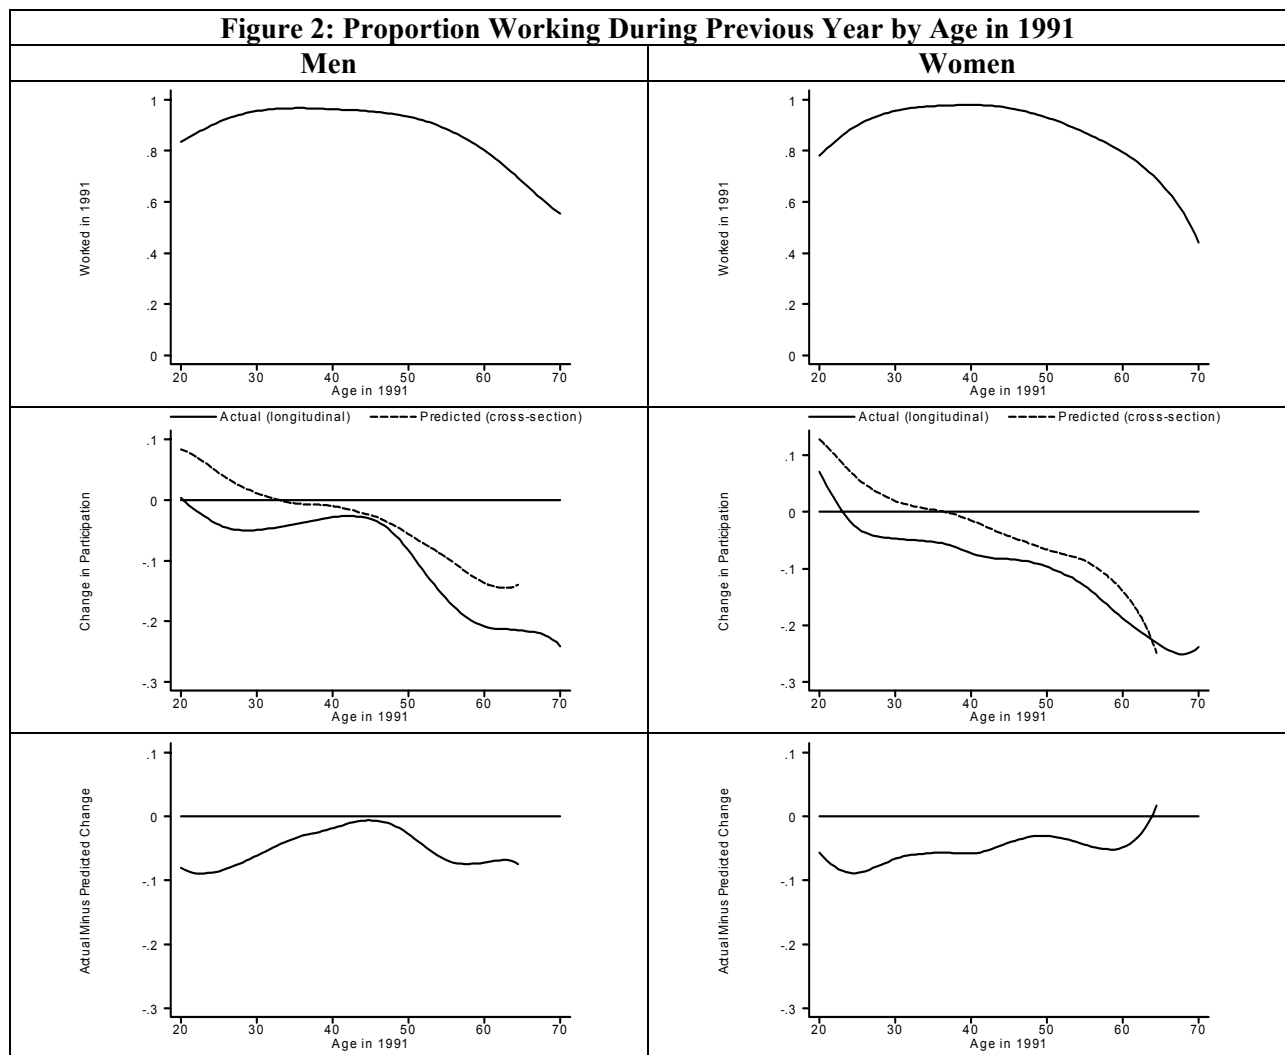 Figure 2: Proportion Working During Previous Year by Age in 1991
Men
Women
Worked in 1991
1
.8
.6
.4
.2
0
20 30 40 50 60 70
Age in 1991
Worked in 1991
1
.8
.6
.4
.2
0
20 30 40 50 60 70
Age in 1991
Actual (longitudinal) Predicted (cross-section)
Change in Participation
.1
0
-.1
-.2
-.3
20 30 40 50 60 70
Age in 1991
Actual (longitudinal) Predicted (cross-section)
Change in Participation
.1
0
-.1
-.2
-.3
20 30 40 50 60 70
Age in 1991
Actual Minus Predicted Change
.1
0
-.1
-.2
-.3
20 30 40 50 60 70
Age in 1991
Actual Minus Predicted Change
.1
0
-.1
-.2
-.3
20 30 40 50 60 70
Age in 1991